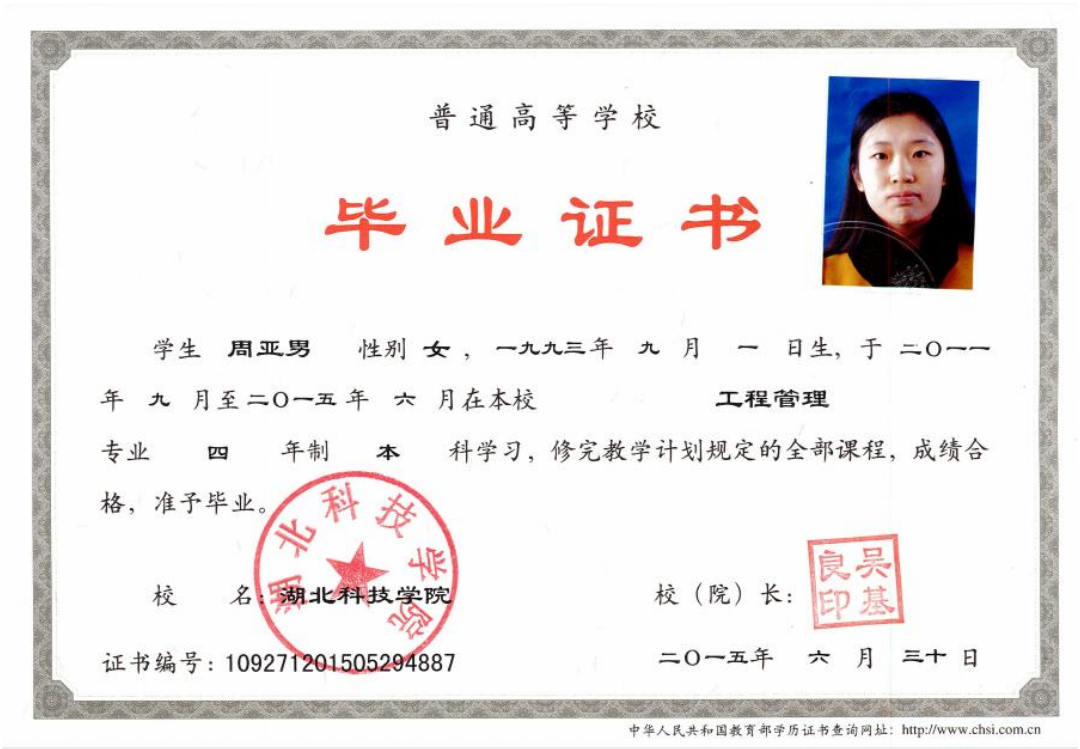 普通高等学校
毕业证书
学生 周亚男 性别 女，一九九三年 九 月 一 日生，于 二〇一一
年 九 月至二〇一五年 六 月在本校 工程管理
专业 四 年制 本 科学习，修完教学计划规定的全部课程，成绩合
格，准予毕业。
湖北科技学院
校 名：湖北科技学院 校（院）长：
吴基良印
证书编号：109271201505294887 二〇一五年 六 月 三十 日
中华人民共和国教育部学历证书查询网址：http://www.chsi.com.cn